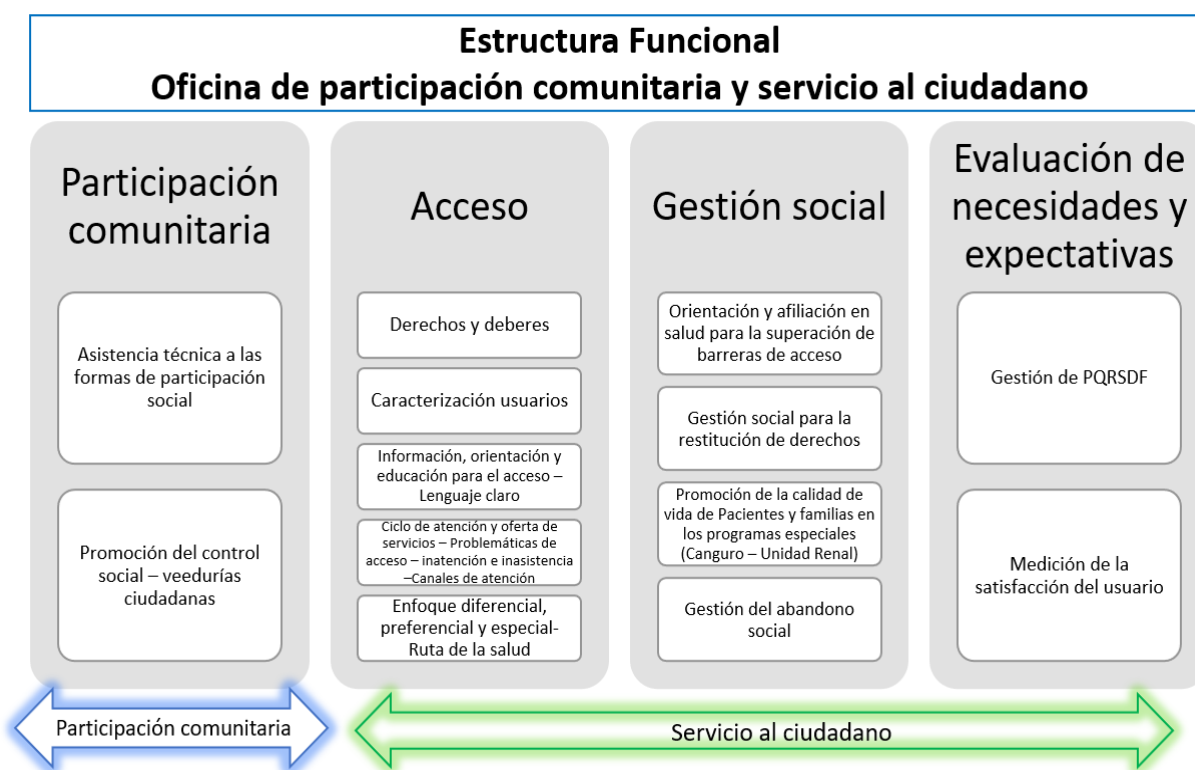 Estructura Funcional
Oficina de participación comunitaria y servicio al ciudadano
Participación
comunitaria
Asistencia técnica a las
formas de participación
social
Promoción del control
social – veedurías
ciudadanas
Acceso
Derechos y deberes
Caracterización usuarios
Información, orientación y
educación para el acceso –
Lenguaje claro
Ciclo de atención y oferta de
servicios – Problemáticas de
acceso – inatención e inasistencia
–Canales de atención
Enfoque diferencial,
preferencial y especial-
Ruta de la salud
Gestión social
Orientación y afiliación en
salud para la superación de
barreras de acceso
Gestión social para la
restitución de derechos
Promoción de la calidad de
vida de Pacientes y familias en
los programas especiales
(Canguro – Unidad Renal)
Gestión del abandono
social
Evaluación de
necesidades y
expectativas
Gestión de PQRSDF
Medición de la
satisfacción del usuario
Participación comunitaria
Servicio al ciudadano